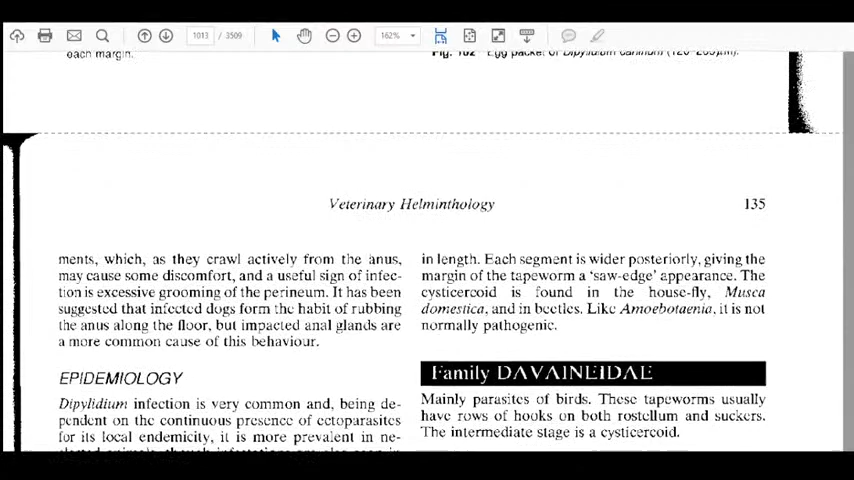 1013 / 3509
162%
each margin.
Fig. 102 Egg packet of Dipylidium caninum (120–200μm).
Veterinary Helminthology
135
ments, which, as they crawl actively from the anus,
may cause some discomfort, and a useful sign of infec-
tion is excessive grooming of the perineum. It has been
suggested that infected dogs form the habit of rubbing
the anus along the floor, but impacted anal glands are
a more common cause of this behaviour.
EPIDEMIOLOGY
Dipylidium infection is very common and, being de-
pendent on the continuous presence of ectoparasites
for its local endemicity, it is more prevalent in ne-
in length. Each segment is wider posteriorly, giving the
margin of the tapeworm a ‘saw-edge’ appearance. The
cysticercoid is found in the house-fly, Musca
domestica, and in beetles. Like Amoebotaenia, it is not
normally pathogenic.
Family DAVAINEIDAE
Mainly parasites of birds. These tapeworms usually
have rows of hooks on both rostellum and suckers.
The intermediate stage is a cysticercoid.